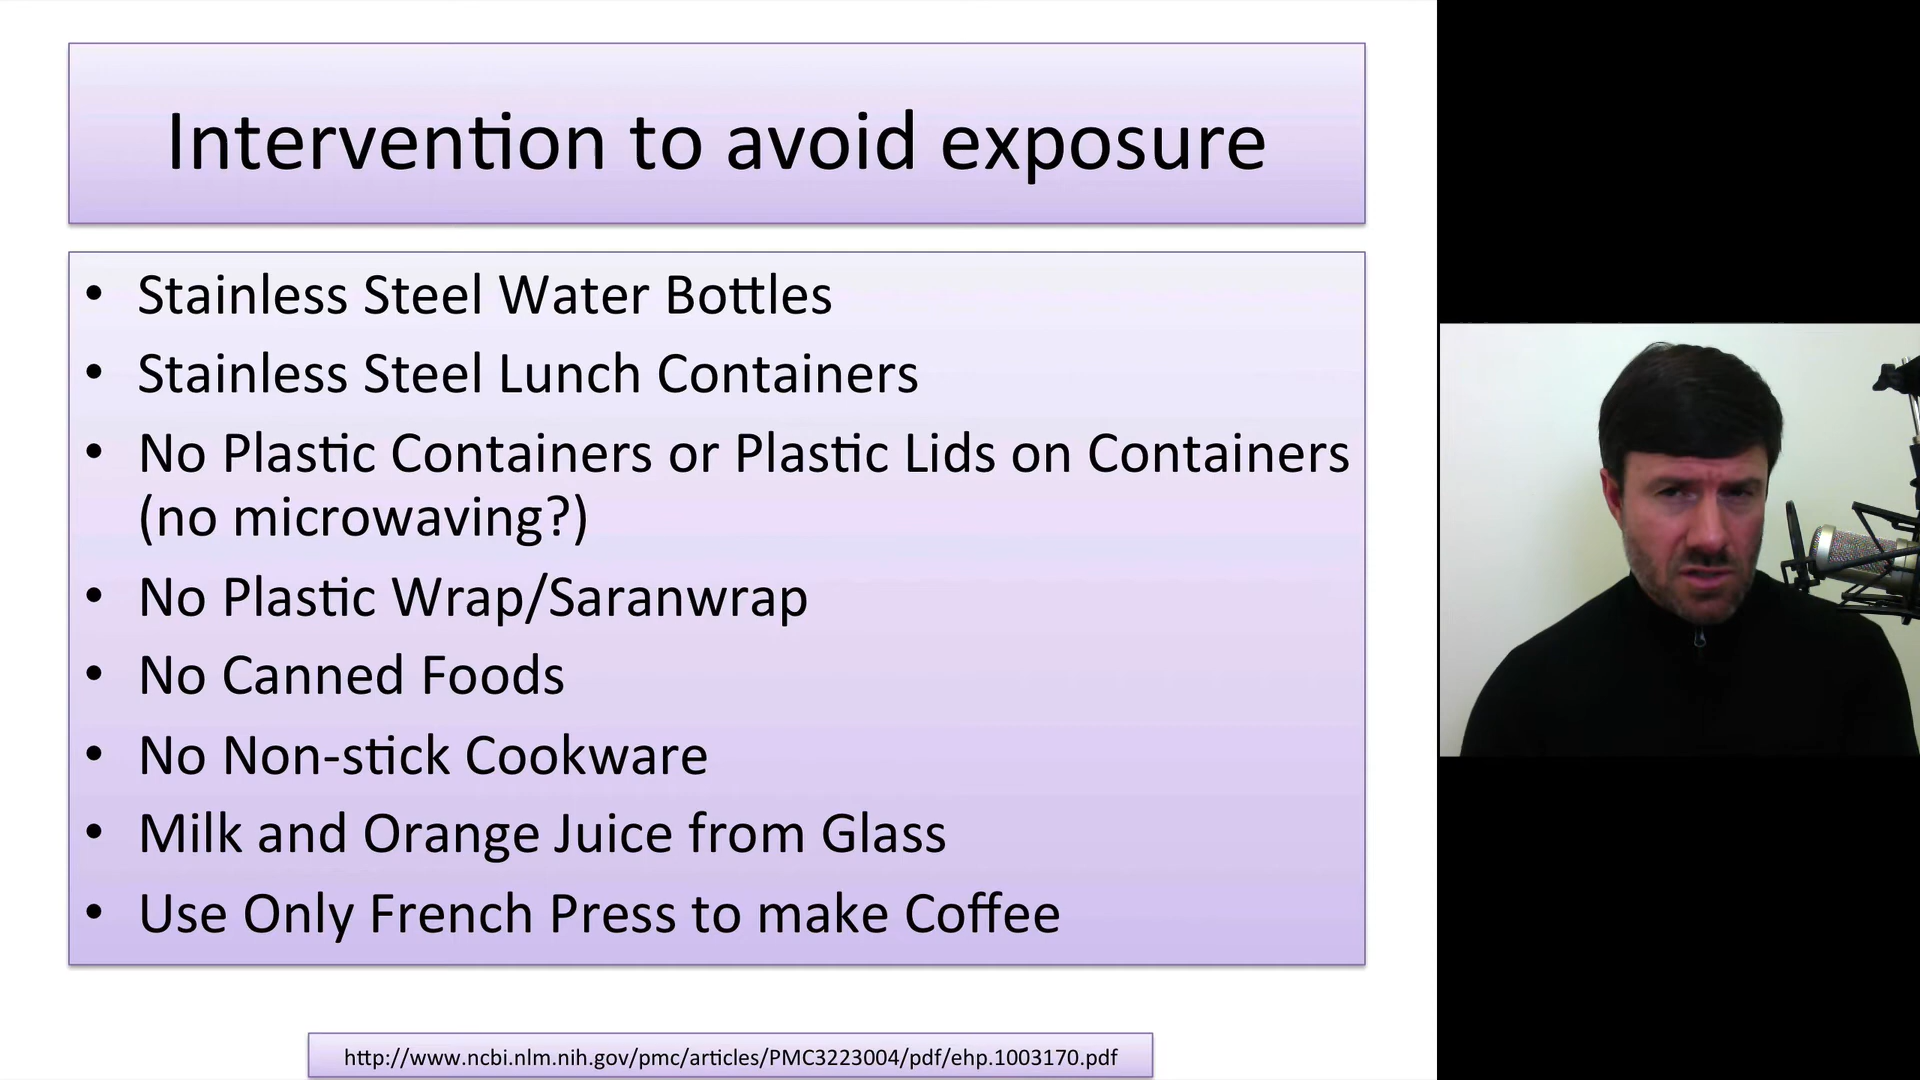 Intervention to avoid exposure
• Stainless Steel Water Bottles
• Stainless Steel Lunch Containers
• No Plastic Containers or Plastic Lids on Containers
(no microwaving?)
• No Plastic Wrap/Saranwrap
• No Canned Foods
• No Non-stick Cookware
• Milk and Orange Juice from Glass
• Use Only French Press to make Coffee
http://www.ncbi.nlm.nih.gov/pmc/articles/PMC3223004/pdf/ehp.1003170.pdf